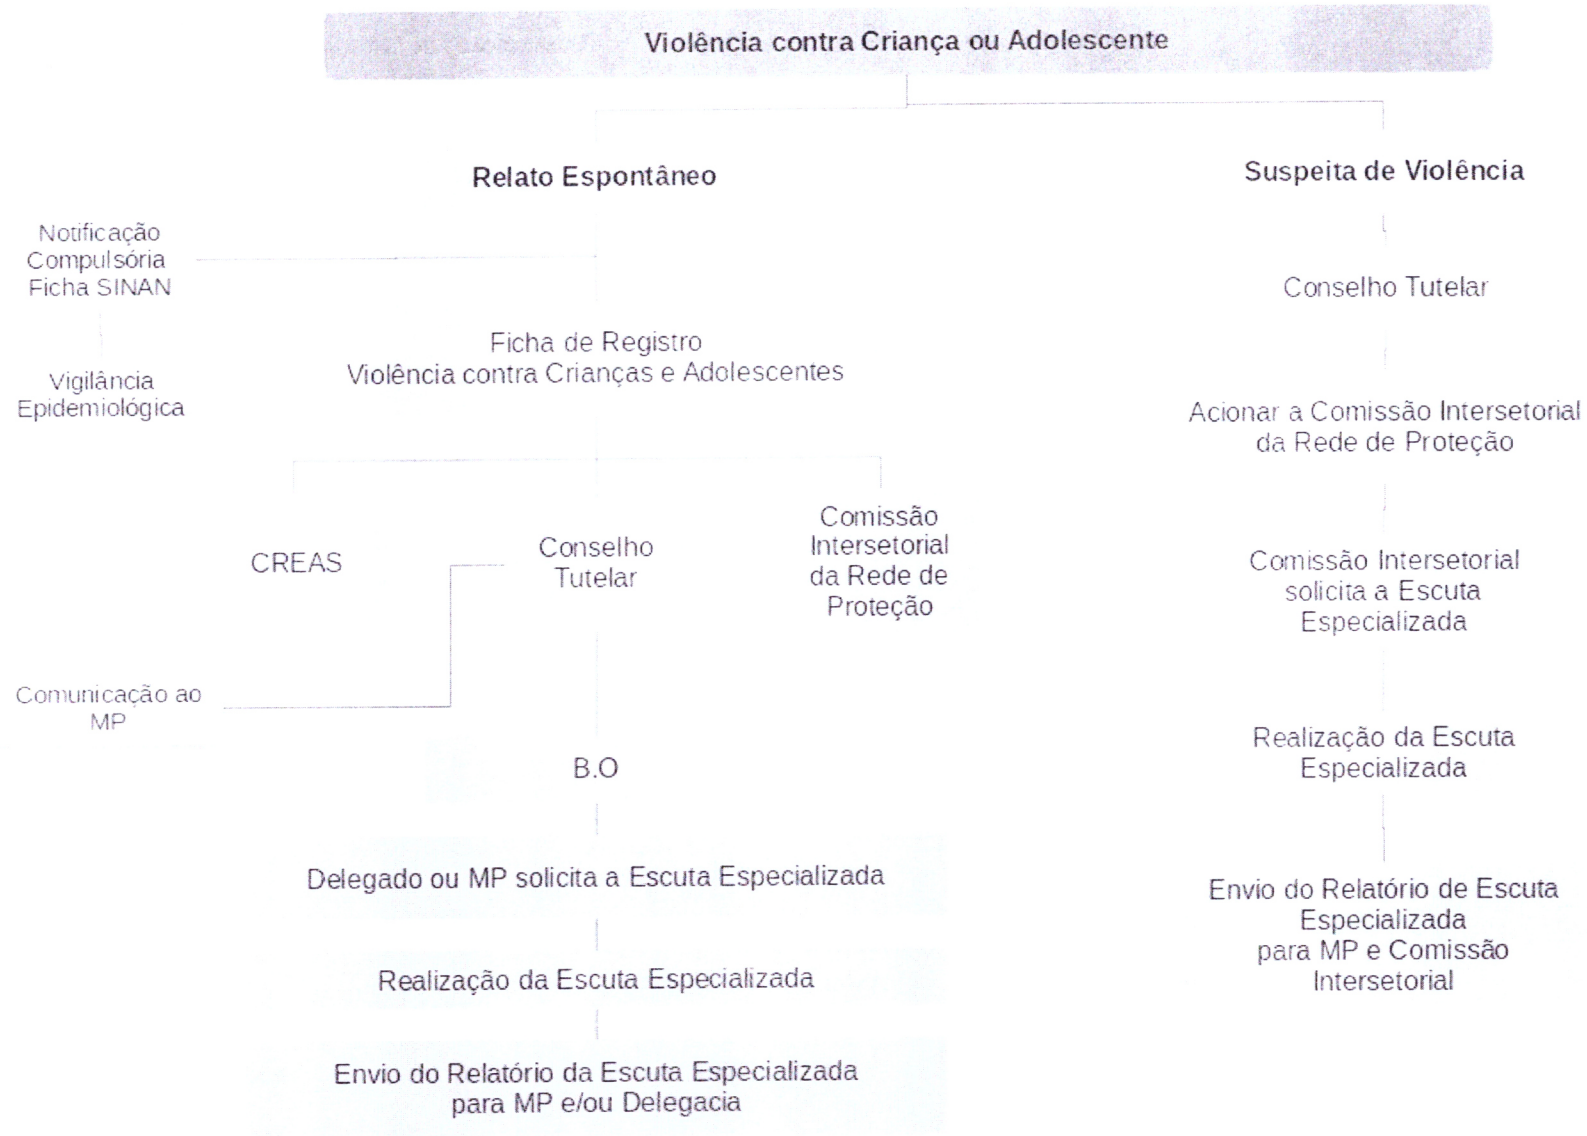 Violência contra Criança ou Adolescente
Relato Espontâneo
Notificação
Compulsória
Ficha SINAN
Vigilância
Epidemiológica
Ficha de Registro
Violência contra Crianças e Adolescentes
CREAS
Conselho
Tutelar
Comissão
Intersetorial
da Rede de
Proteção
Comunicação ao
MP
B.O
Delegado ou MP solicita a Escuta Especializada
Realização da Escuta Especializada
Envio do Relatório da Escuta Especializada
para MP e/ou Delegacia
Suspeita de Violência
Conselho Tutelar
Acionar a Comissão Intersetorial
da Rede de Proteção
Comissão Intersetorial
solicita a Escuta
Especializada
Realização da Escuta
Especializada
Envio do Relatório de Escuta
Especializada
para MP e Comissão
Intersetorial